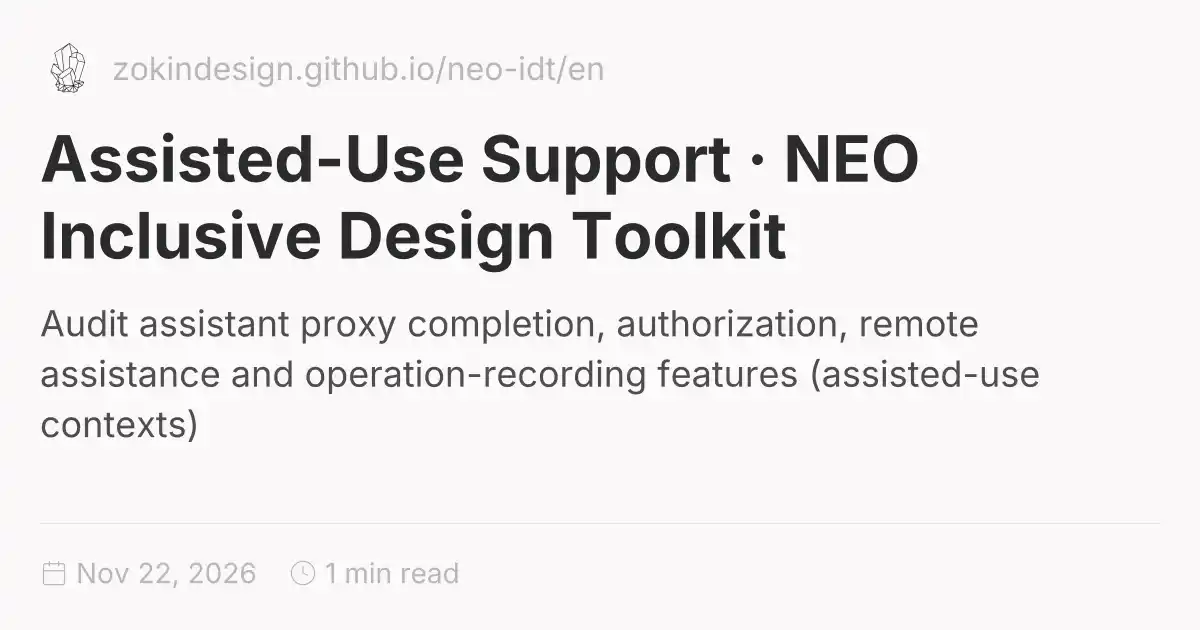 zokindesign.github.io/neo-idt/en
Assisted-Use Support · NEO
Inclusive Design Toolkit
Audit assistant proxy completion, authorization, remote
assistance and operation-recording features (assisted-use
contexts)
Nov 22, 2026 1 min read